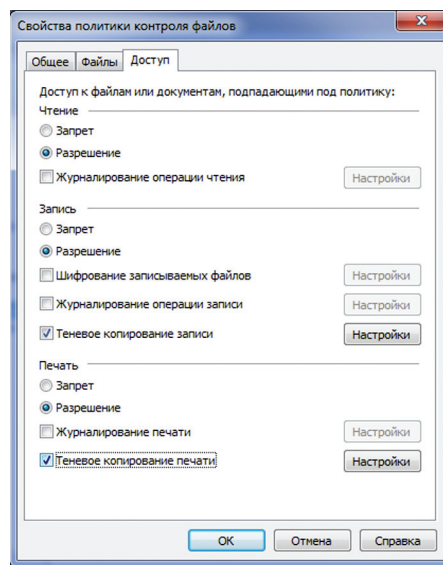 Свойства политики контроля файлов
Общее Файлы Доступ
Доступ к файлам или документам, подпадающими под политику:
Чтение
Запрет
Разрешение
Журналирование операции чтения Настройки
Запись
Запрет
Разрешение
Шифрование записываемых файлов Настройки
Журналирование операции записи Настройки
Теневое копирование записи Настройки
Печать
Запрет
Разрешение
Журналирование печати Настройки
Теневое копирование печати Настройки
OK Отмена Справка